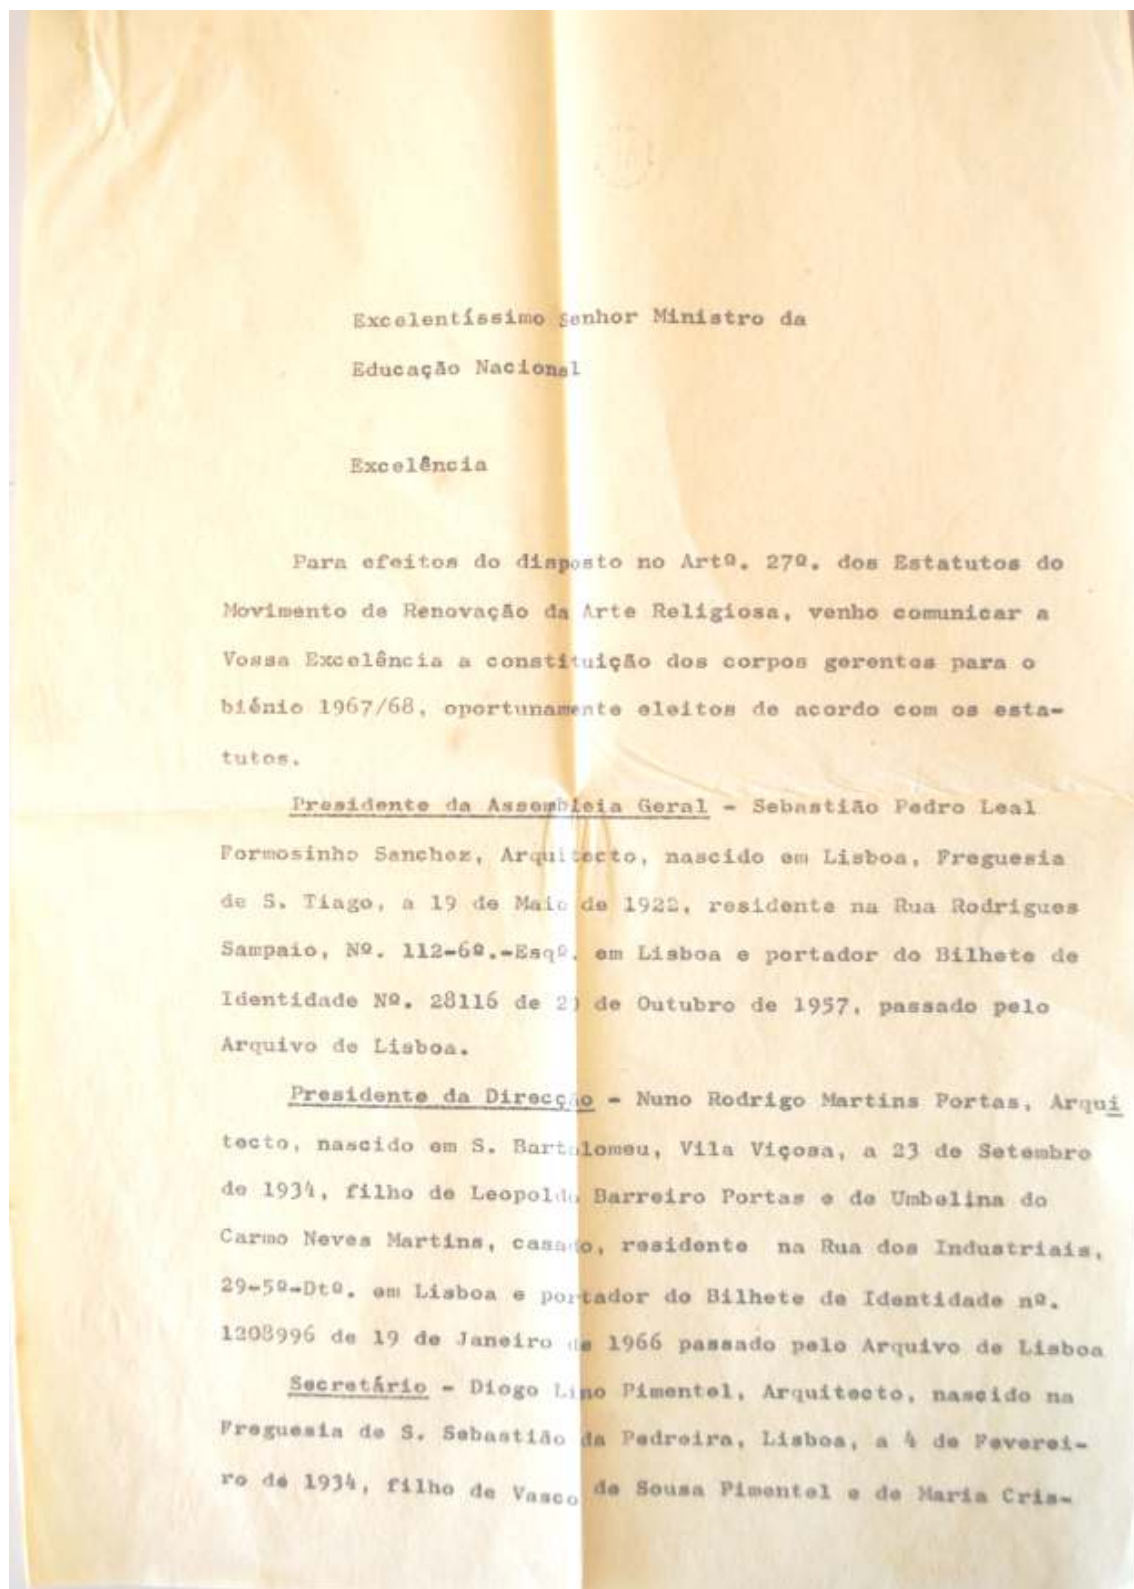 Excelentíssimo Senhor Ministro da
Educação Nacional
Excelência
Para efeitos do disposto no Artº. 27º. dos Estatutos do
Movimento de Renovação da Arte Religiosa, venho comunicar a
Vossa Excelência a constituição dos corpos gerentes para o
biénio 1967/68, oportunamente eleitos de acordo com os esta-
tutos.
Presidente da Assembleia Geral - Sebastião Pedro Leal
Formosinho Sanchez, Arquitecto, nascido em Lisboa, Freguesia
de S. Tiago, a 19 de Maio de 1922, residente na Rua Rodrigues
Sampaio, Nº. 112-6º.-Esqº. em Lisboa e portador do Bilhete de
Identidade Nº. 28116 de de Outubro de 1957, passado pelo
Arquivo de Lisboa.
Presidente da Direcção - Nuno Rodrigo Martins Portas, Arqui
tecto, nascido em S. Bartolomeu, Vila Viçosa, a 23 de Setembro
de 1934, filho de Leopoldo Barreiro Portas e de Umbelina do
Carmo Neves Martins, casado, residente na Rua dos Industriais,
29-5º-Dtº. em Lisboa e portador do Bilhete de Identidade nº.
1208996 de 19 de Janeiro de 1966 passado pelo Arquivo de Lisboa
Secretário - Diogo Lino Pimentel, Arquitecto, nascido na
Freguesia de S. Sebastião da Pedreira, Lisboa, a 4 de Feverei-
ro de 1934, filho de Vasco de Sousa Pimentel e de Maria Cris-